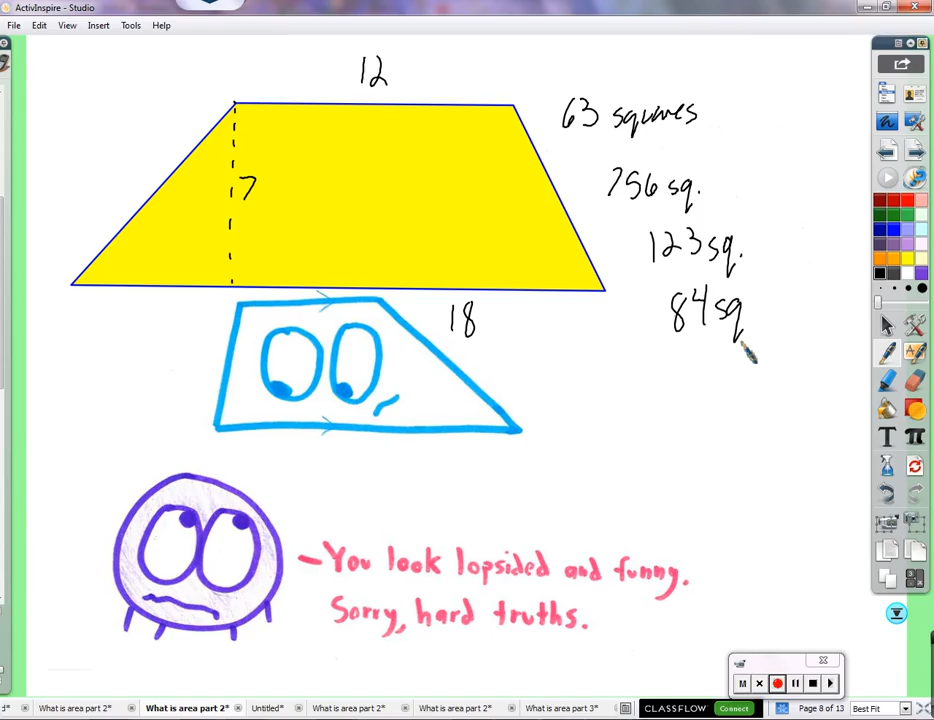 ActivInspire - Studio
File Edit View Insert Tools Help
12
63 squares
7
756 sq.
123 sq.
84 sq
18
–You look lopsided and funny.
Sorry, hard truths.
M
d*
What is area part 2*
What is area part 2*
Untitled*
What is area part 2*
What is area part 2*
What is area part 3*
CLASSFLOW Connect
Page 8 of 13
Best Fit